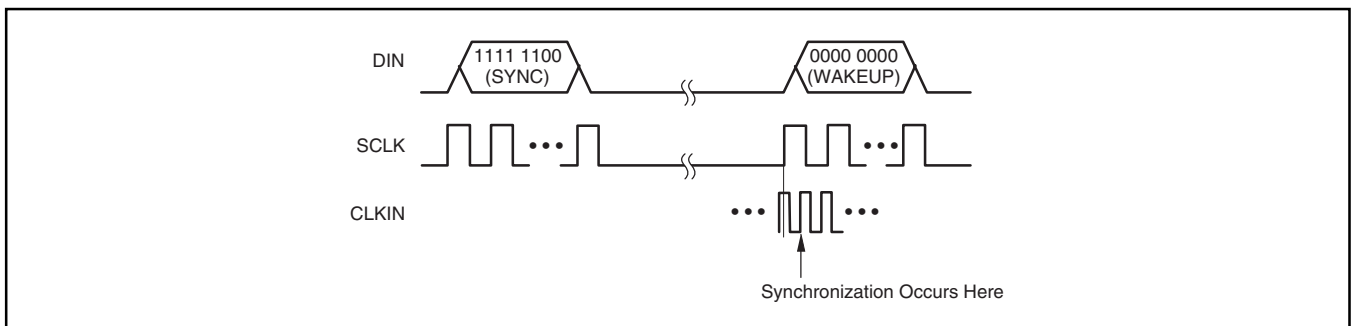 DIN
1111 1100
(SYNC)
0000 0000
(WAKEUP)
SCLK
CLKIN
Synchronization Occurs Here